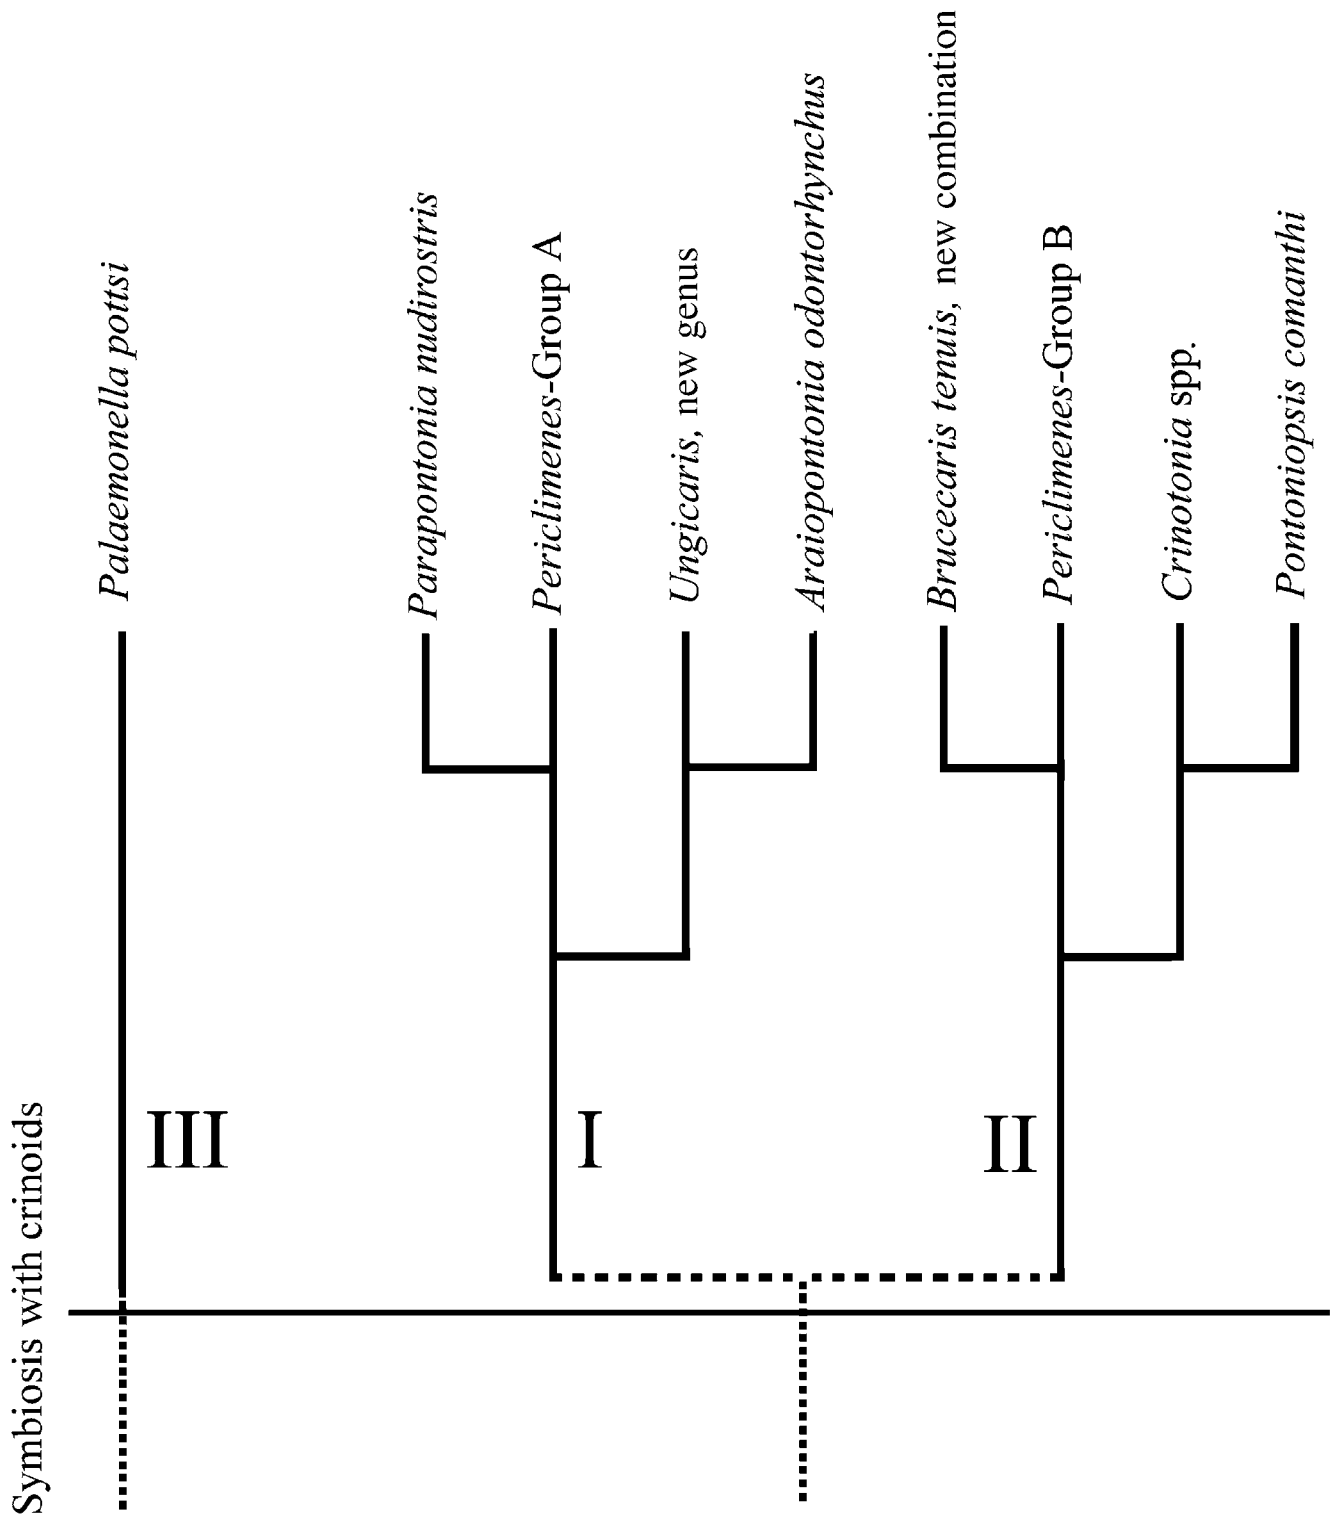 Symbiosis with crinoids
Palaemonella pottsi
Parapontonia nudirostris
Periclimenes-Group A
Ungicaris, new genus
Araiopontonia odontorhynchus
Brucecaris tenuis, new combination
Periclimenes-Group B
Crinotonia spp.
Pontoniopsis comanthi
III
I
II